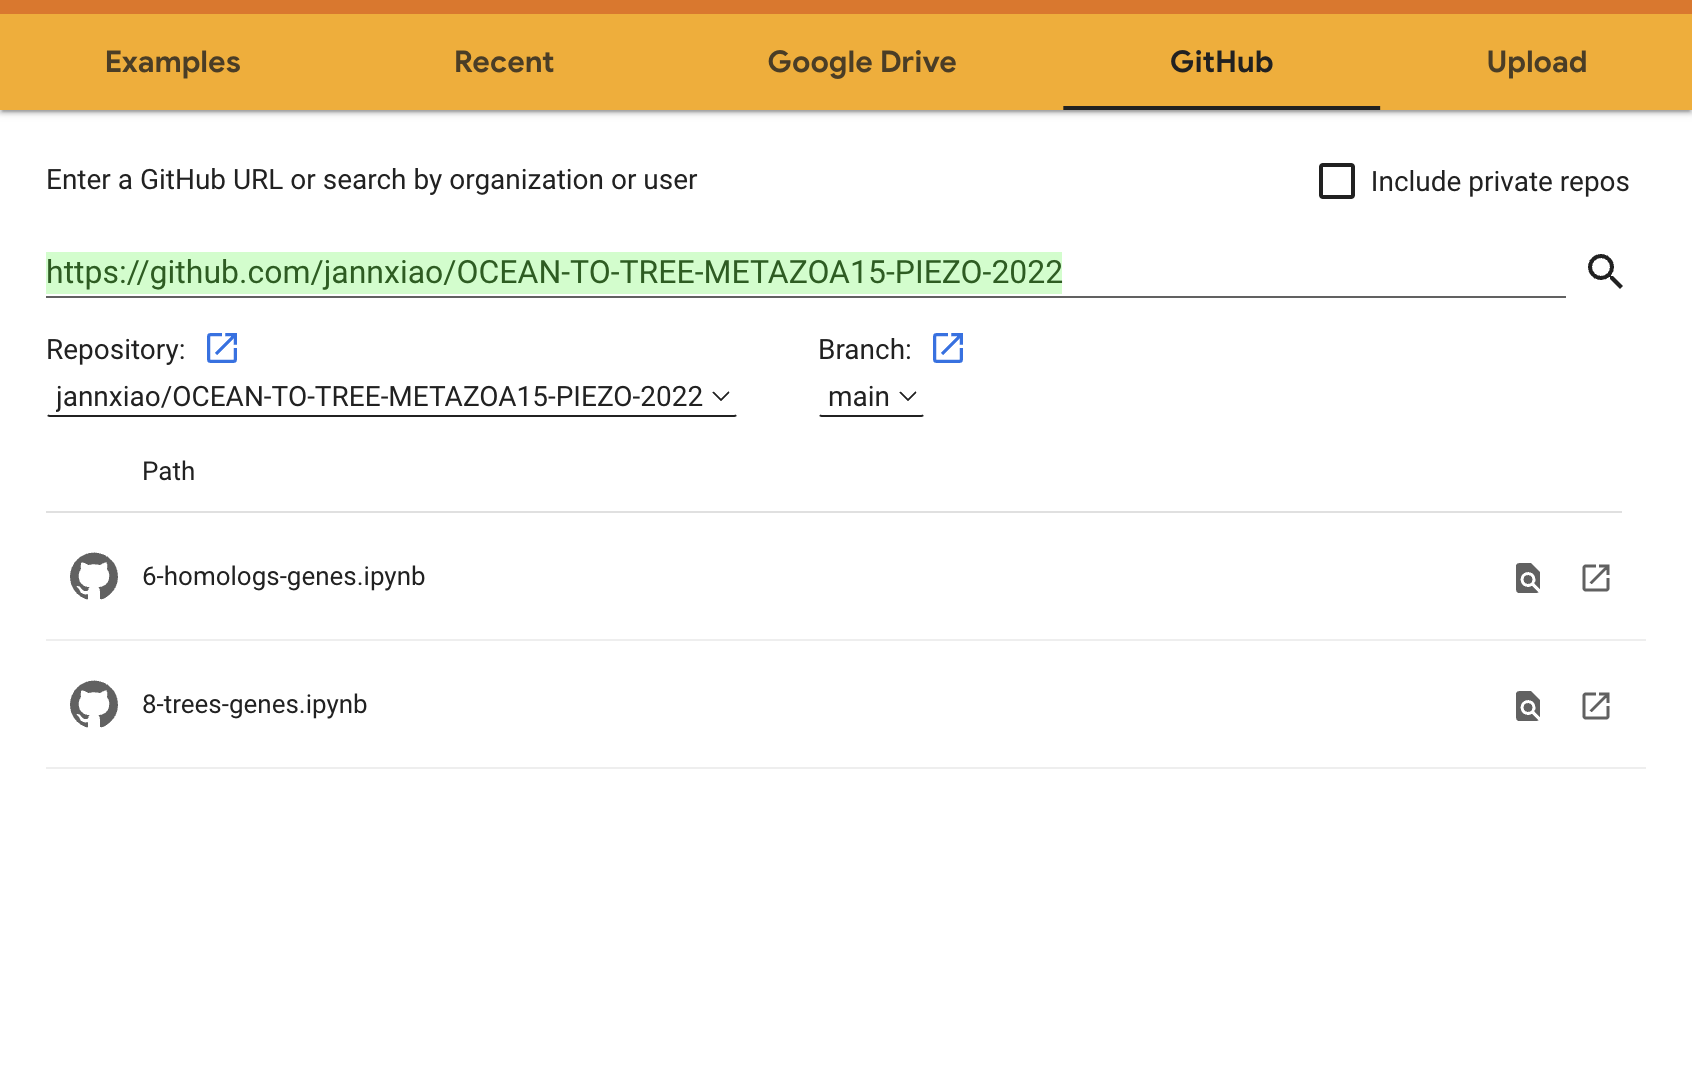 Examples Recent Google Drive GitHub Upload
Enter a GitHub URL or search by organization or user Include private repos
https://github.com/jannxiao/OCEAN-TO-TREE-METAZOA15-PIEZO-2022
Repository: Branch:
jannxiao/OCEAN-TO-TREE-METAZOA15-PIEZO-2022 main
Path
6-homologs-genes.ipynb
8-trees-genes.ipynb